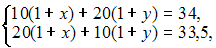 10(1 + x) + 20(1 + y) = 34,
20(1 + x) + 10(1 + y) = 33,5,